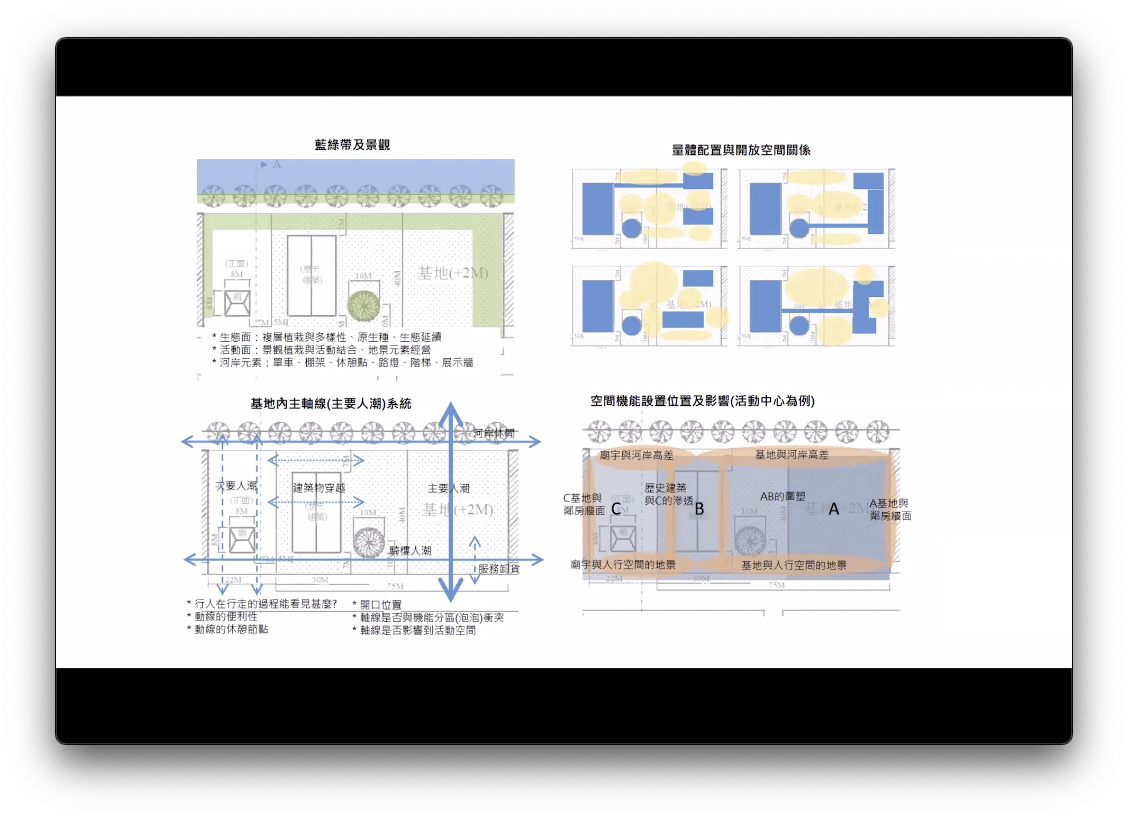 藍綠帶及景觀
A
7M
(正面)
8M
8M
廟
(歷史
建築)
10M
40M
基地(+2M)
7M 5M
* 生態面：複層植栽與多樣性、原生種、生態延續
* 活動面：景觀植栽與活動結合、地景元素經營
* 河岸元素：單車、棚架、休憩點、路燈、階梯、展示牆
量體配置與開放空間關係
基地內主軸線(主要人潮)系統
河岸休閒
7M
次要人潮
建築物穿越
主要人潮
(正面)
8M
8M
廟
(歷史
建築)
10M
40M
基地(+2M)
騎樓人潮
服務卸貨
22M
30M
75M
* 行人在行走的過程能看見甚麼?
* 動線的便利性
* 動線的休憩節點
* 開口位置
* 軸線是否與機能分區(泡泡)衝突
* 軸線是否影響到活動空間
空間機能設置位置及影響(活動中心為例)
廟宇與河岸高差
基地與河岸高差
C基地與
鄰房牆面
C
歷史建築
與C的滲透
B
AB的圍塑
A
A基地與
鄰房牆面
10M
廟宇與人行空間的地景
基地與人行空間的地景
22M
30M
75M